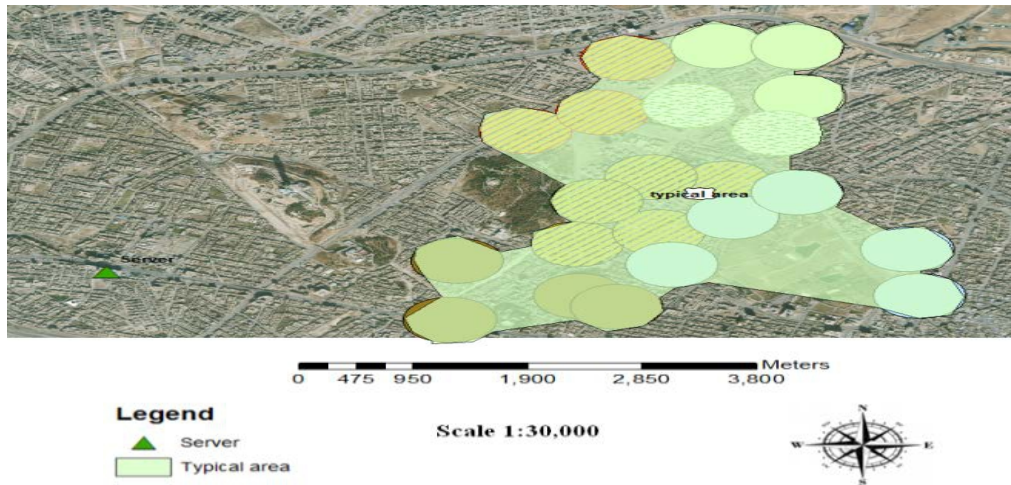 typical area
Server
Meters
0 475 950 1,900 2,850 3,800
Legend
Server
Typical area
Scale 1:30,000
N
W E
S